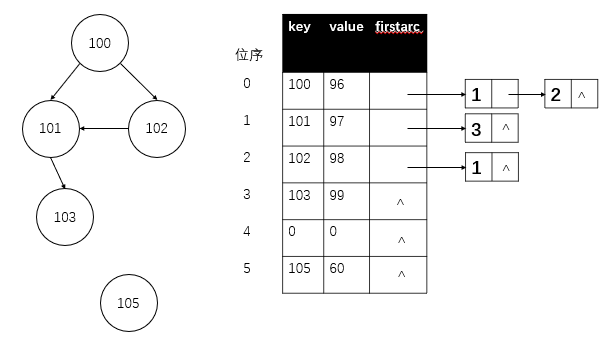 100
101
102
103
105
key value firstarc
位序
0 100 96 1 2 ^
1 101 97 3 ^
2 102 98 1 ^
3 103 99 ^
4 0 0 ^
5 105 60 ^